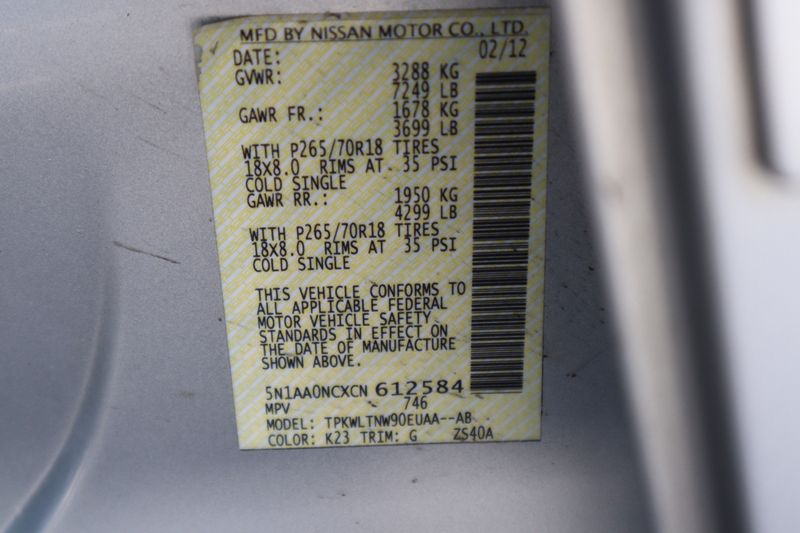 MFD BY NISSAN MOTOR CO., LTD.
DATE: 02/12
GVWR: 3288 KG
7249 LB
GAWR FR.: 1678 KG
3699 LB
WITH P265/70R18 TIRES
18X8.0 RIMS AT 35 PSI
COLD SINGLE
GAWR RR.: 1950 KG
4299 LB
WITH P265/70R18 TIRES
18X8.0 RIMS AT 35 PSI
COLD SINGLE
THIS VEHICLE CONFORMS TO
ALL APPLICABLE FEDERAL
MOTOR VEHICLE SAFETY
STANDARDS IN EFFECT ON
THE DATE OF MANUFACTURE
SHOWN ABOVE.
5N1AA0NCXCN 612584
MPV 746
MODEL: TPKWLTNW90EUAA--AB
COLOR: K23 TRIM: G ZS40A